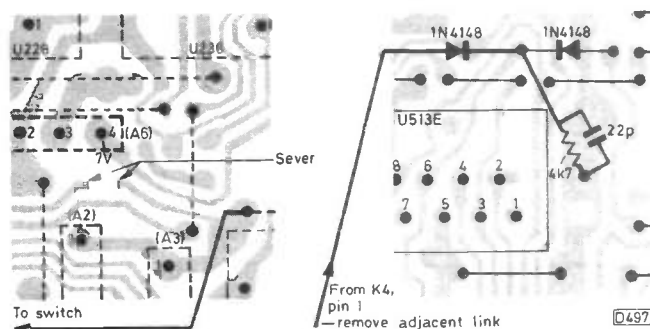 U226
U236
1
2
3
4
(A6)
7V
Sever
(A2)
(A3)
To switch
1N4148
1N4148
U513E
22p
4k7
8
6
4
2
7
5
3
1
From K4,
pin 1
—remove adjacent link
D497